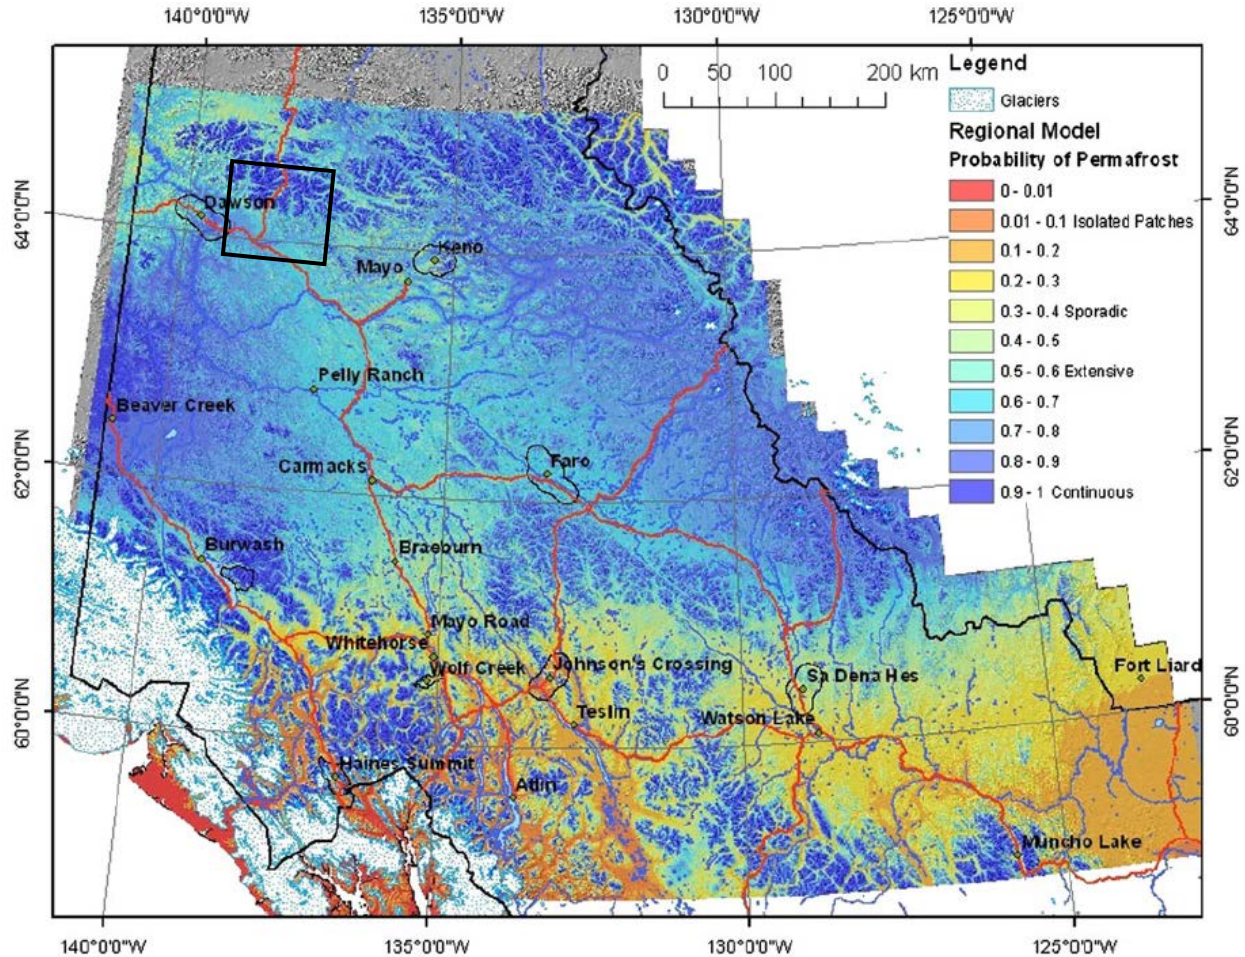 140°0'0"W 135°0'0"W 130°0'0"W 125°0'0"W
0 50 100 200 km
Legend
Glaciers
Regional Model
Probability of Permafrost
0 - 0.01
0.01 - 0.1 Isolated Patches
0.1 - 0.2
0.2 - 0.3
0.3 - 0.4 Sporadic
0.4 - 0.5
0.5 - 0.6 Extensive
0.6 - 0.7
0.7 - 0.8
0.8 - 0.9
0.9 - 1 Continuous
64°0'0"N
64°0'0"N
Dawson
Keno
Mayo
Pelly Ranch
Beaver Creek
62°0'0"N
62°0'0"N
Carmacks
Faro
Burwash
Braeburn
Mayo Road
Whitehorse
Wolf Creek
Johnson's Crossing
Sa Dena Hes
Fort Liard
60°0'0"N
60°0'0"N
Teslin
Watson Lake
Haines Summit
Atlin
Muncho Lake
140°0'0"W 135°0'0"W 130°0'0"W 125°0'0"W